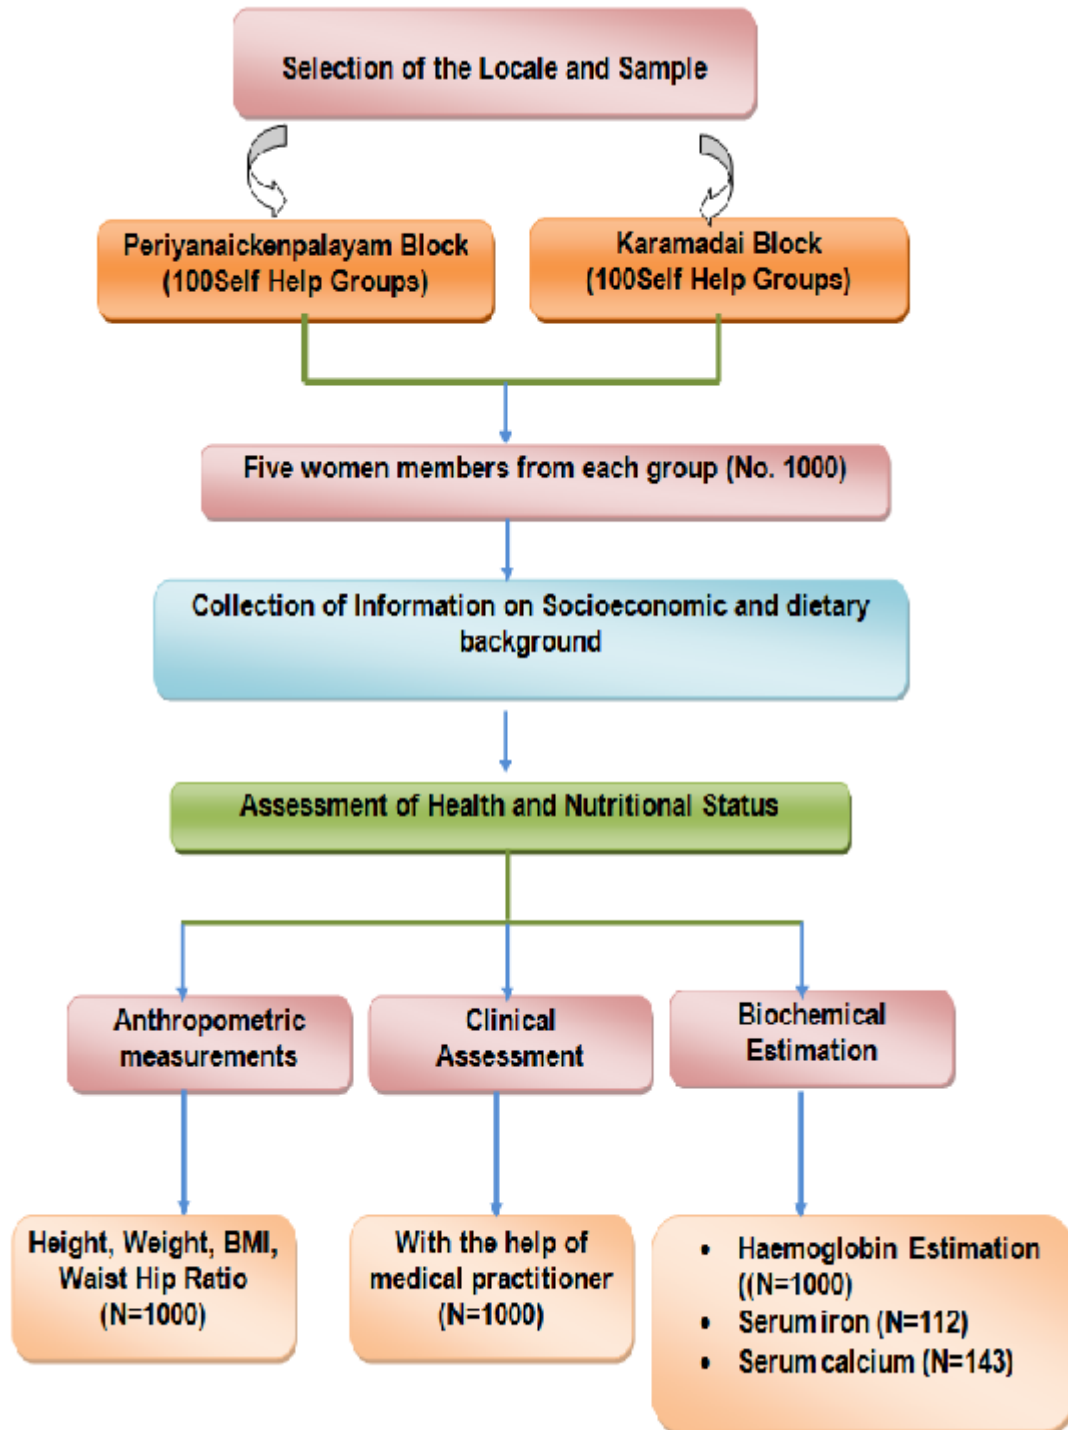 Selection of the Locale and Sample
Periyanaickenpalayam Block
(100Self Help Groups)
Karamadai Block
(100Self Help Groups)
Five women members from each group (No. 1000)
Collection of Information on Socioeconomic and dietary
background
Assessment of Health and Nutritional Status
Anthropometric
measurements
Clinical
Assessment
Biochemical
Estimation
Height, Weight, BMI,
Waist Hip Ratio
(N=1000)
With the help of
medical practitioner
(N=1000)
• Haemoglobin Estimation
((N=1000)
• Serum iron (N=112)
• Serum calcium (N=143)